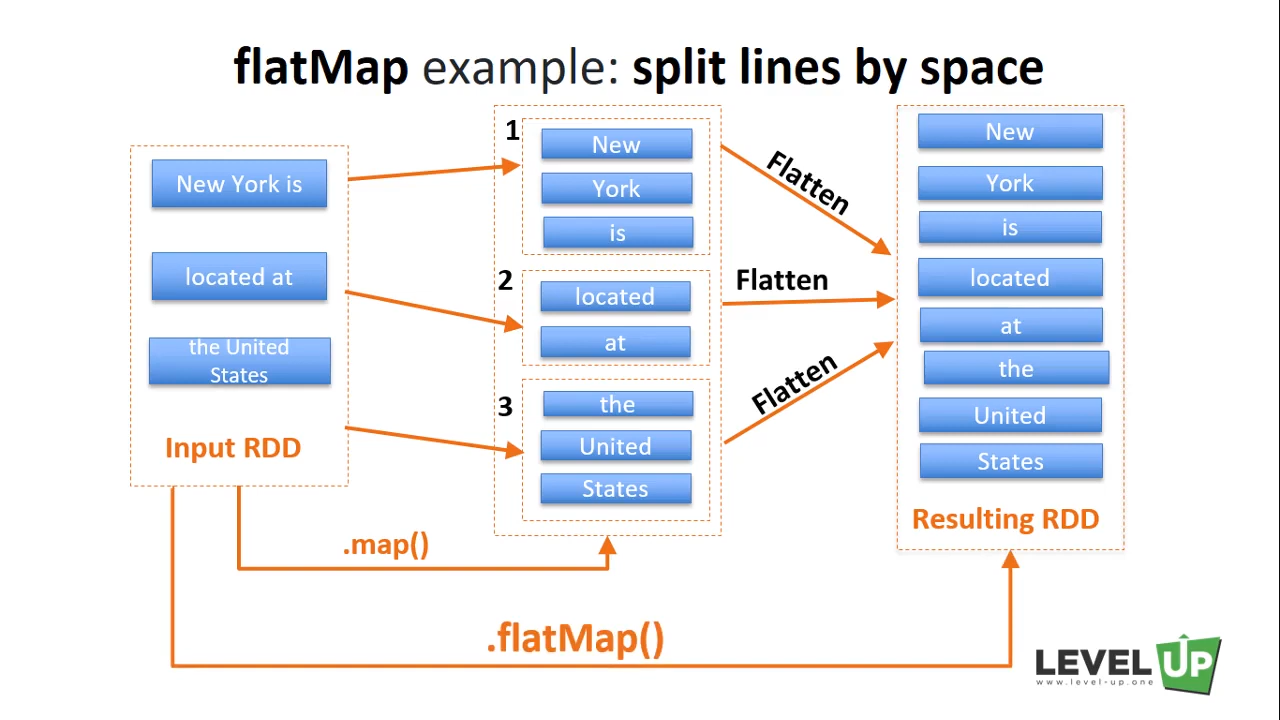 flatMap example: split lines by space
New York is
located at
the United
States
Input RDD
1
New
York
is
2
located
at
3
the
United
States
Flatten
Flatten
Flatten
New
York
is
located
at
the
United
States
Resulting RDD
.map()
.flatMap()
LEVEL UP
www.level-up.one